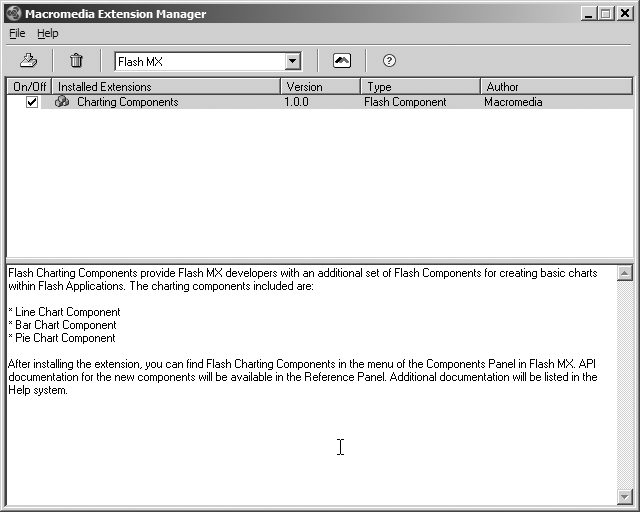 Macromedia Extension Manager
File Help
Flash MX
On/Off Installed Extensions Version Type Author
Charting Components 1.0.0 Flash Component Macromedia
Flash Charting Components provide Flash MX developers with an additional set of Flash Components for creating basic charts
within Flash Applications. The charting components included are:
* Line Chart Component
* Bar Chart Component
* Pie Chart Component
After installing the extension, you can find Flash Charting Components in the menu of the Components Panel in Flash MX. API
documentation for the new components will be available in the Reference Panel. Additional documentation will be listed in the
Help system.